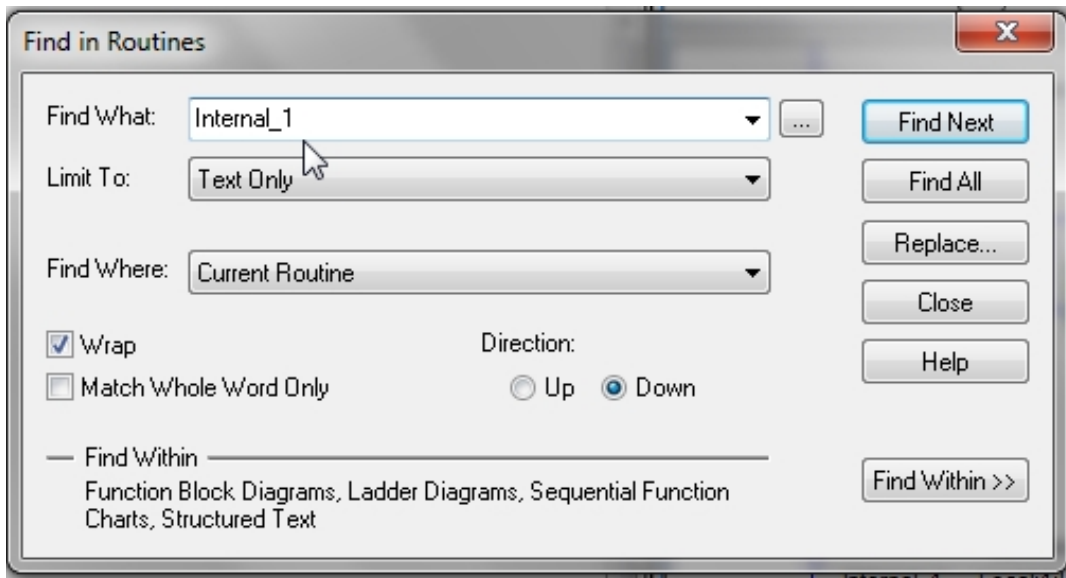 Find in Routines
Find What: Internal_1 ... Find Next
Limit To: Text Only Find All
Replace...
Find Where: Current Routine
Close
Wrap Direction:
Help
Match Whole Word Only Up Down
Find Within
Find Within >>
Function Block Diagrams, Ladder Diagrams, Sequential Function
Charts, Structured Text